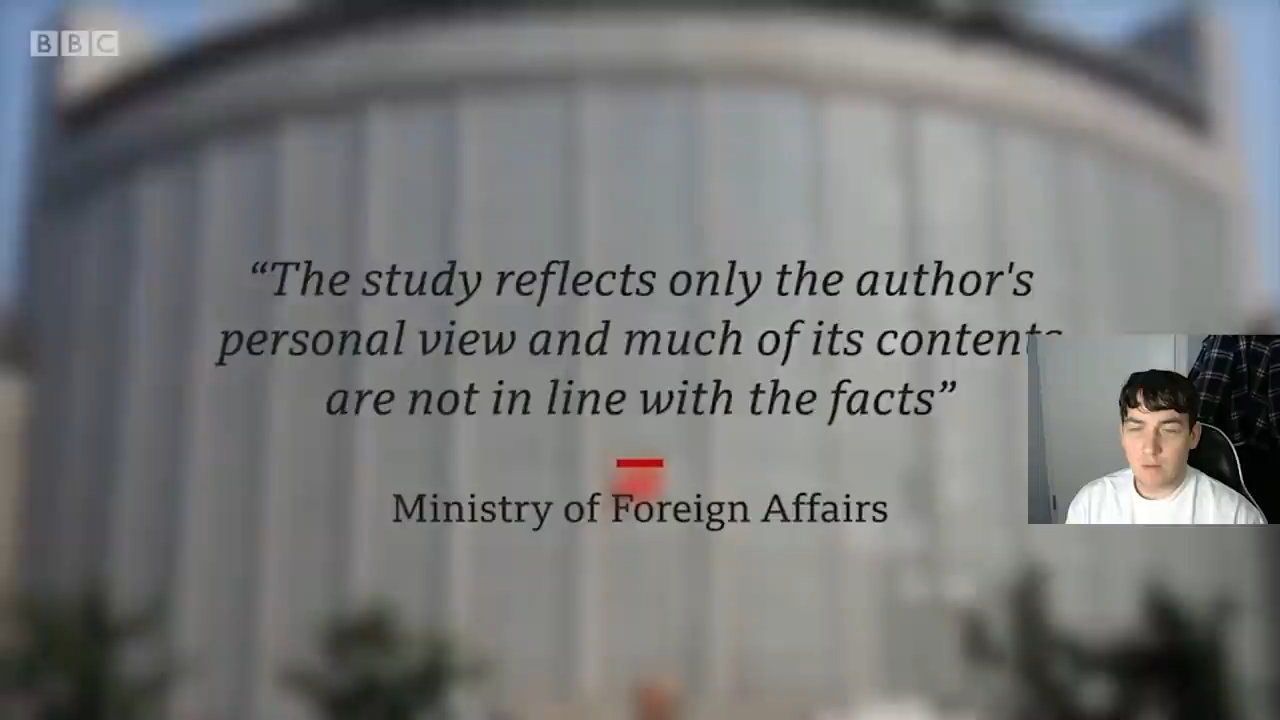 BBC
“The study reflects only the author's
personal view and much of its contents
are not in line with the facts”
Ministry of Foreign Affairs